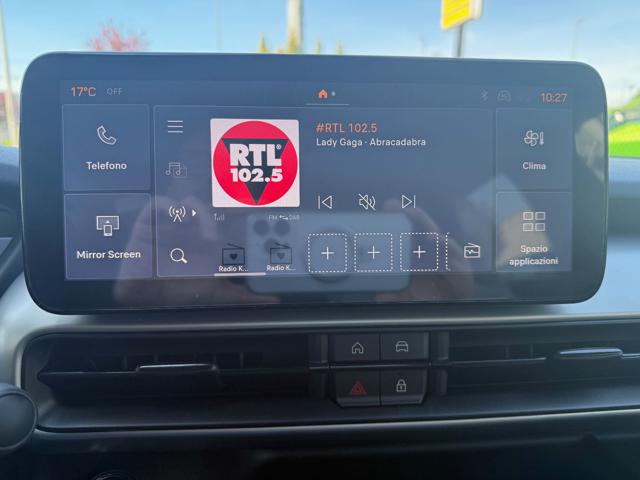 17°C OFF
10:27
Telefono
RTL®
102.5
#RTL 102.5
Lady Gaga · Abracadabra
Clima
FM DAB
Mirror Screen
Radio K...
Radio K...
Spazio
applicazioni